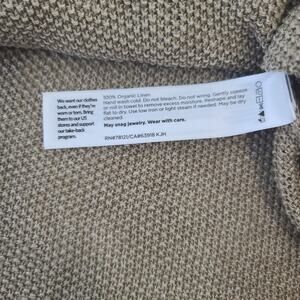 We want our clothes
back, even if they're
worn or torn. Bring
them to our US
stores and support
our take-back
program.
100% Organic Linen
Hand wash cold. Do not bleach. Do not wring. Gently squeeze
or roll in towel to remove excess moisture. Reshape and lay
flat to dry. Use low iron or light steam if needed. May be dry
cleaned.
May snag jewelry. Wear with care.
RN#78121/CA#63918 KJH